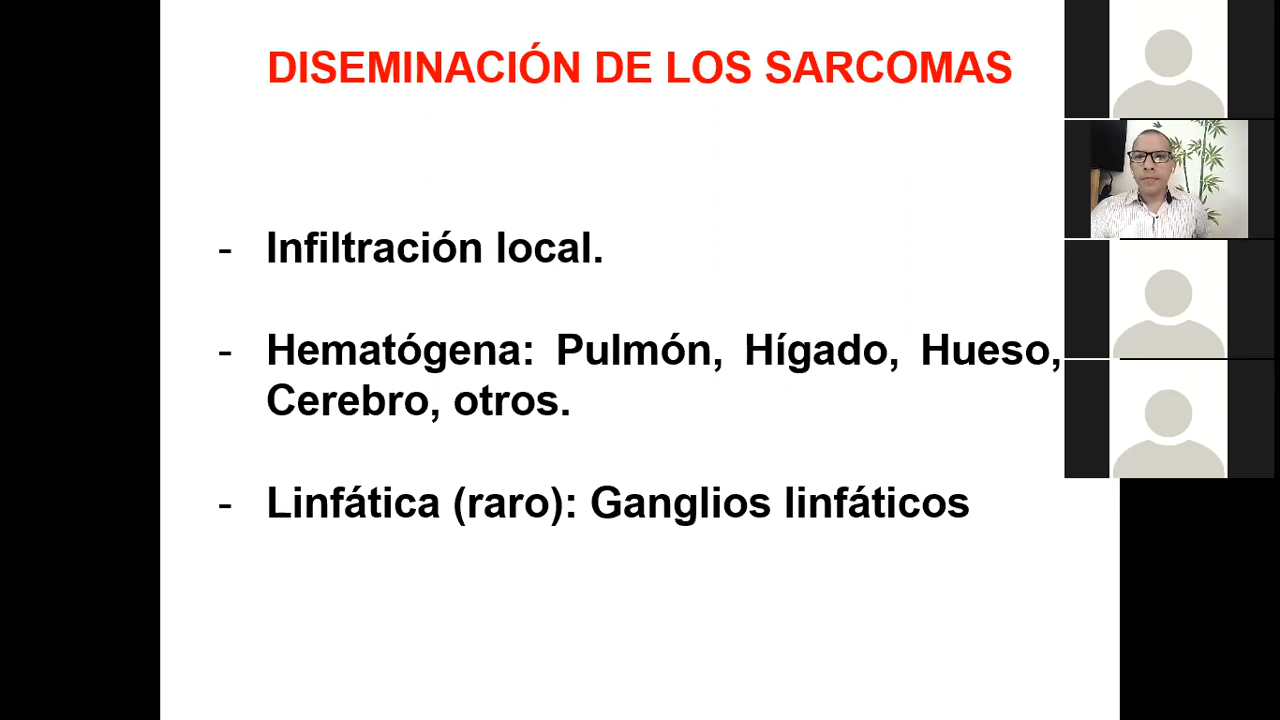 DISEMINACIÓN DE LOS SARCOMAS
- Infiltración local.
- Hematógena: Pulmón, Hígado, Hueso,
Cerebro, otros.
- Linfática (raro): Ganglios linfáticos